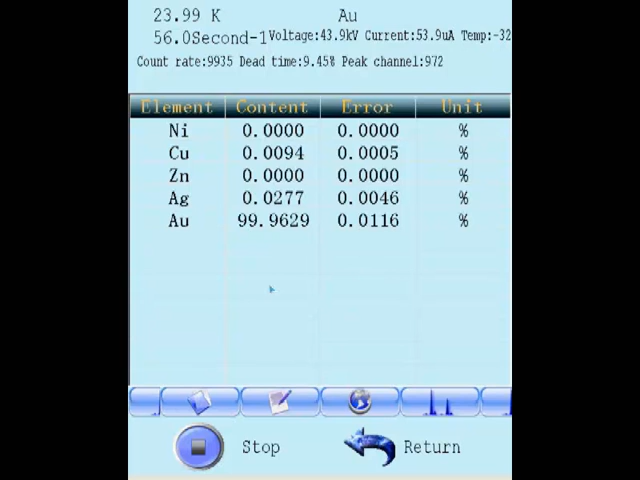 23.99 K Au
56.0Second-1 Voltage:43.9kV Current:53.9uA Temp:-32
Count rate:9935 Dead time:9.45% Peak channel:972
Element Content Error Unit
Ni 0.0000 0.0000 %
Cu 0.0094 0.0005 %
Zn 0.0000 0.0000 %
Ag 0.0277 0.0046 %
Au 99.9629 0.0116 %
Stop Return